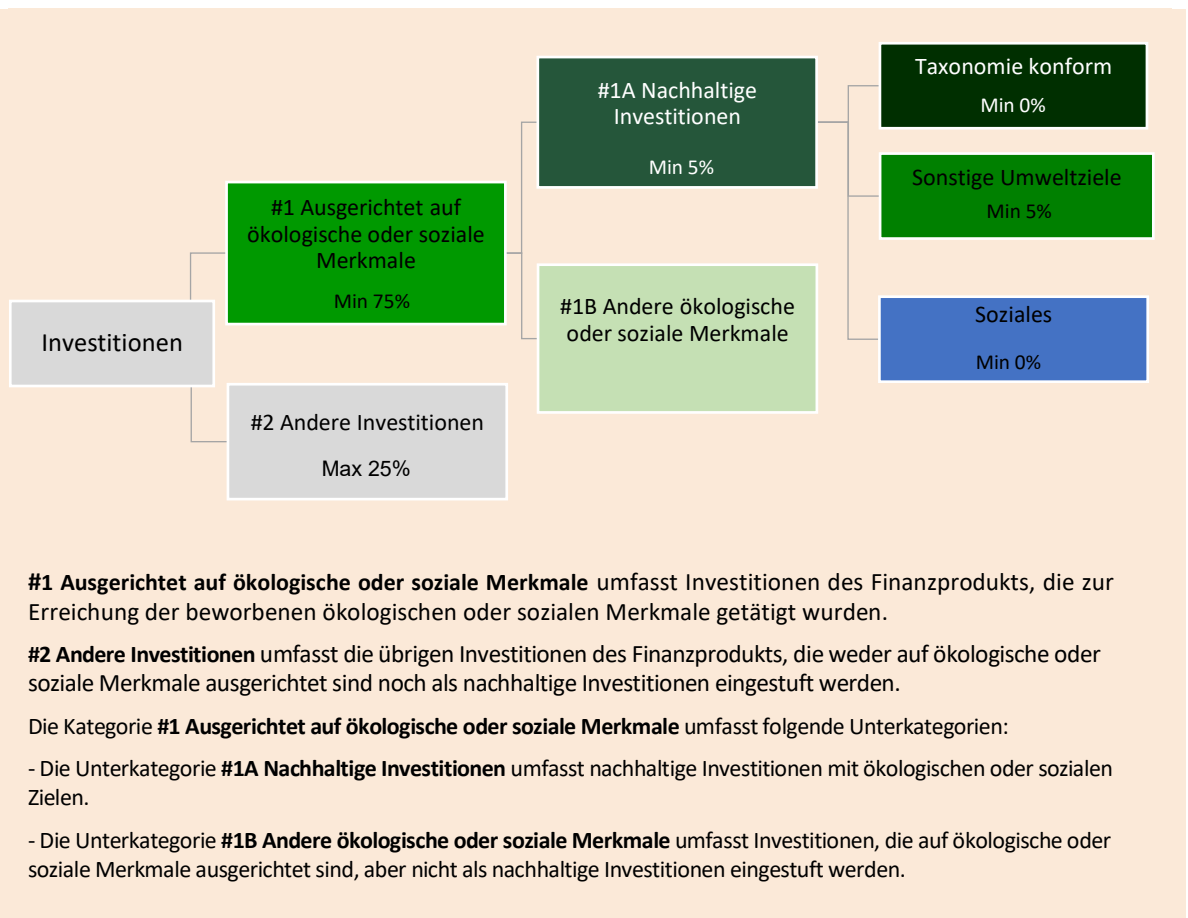 Investitionen
#1 Ausgerichtet auf
ökologische oder soziale
Merkmale
Min 75%
#2 Andere Investitionen
Max 25%
#1A Nachhaltige
Investitionen
Min 5%
#1B Andere ökologische
oder soziale Merkmale
Taxonomie konform
Min 0%
Sonstige Umweltziele
Min 5%
Soziales
Min 0%
#1 Ausgerichtet auf ökologische oder soziale Merkmale umfasst Investitionen des Finanzprodukts, die zur
Erreichung der beworbenen ökologischen oder sozialen Merkmale getätigt wurden.
#2 Andere Investitionen umfasst die übrigen Investitionen des Finanzprodukts, die weder auf ökologische oder
soziale Merkmale ausgerichtet sind noch als nachhaltige Investitionen eingestuft werden.
Die Kategorie #1 Ausgerichtet auf ökologische oder soziale Merkmale umfasst folgende Unterkategorien:
- Die Unterkategorie #1A Nachhaltige Investitionen umfasst nachhaltige Investitionen mit ökologischen oder sozialen
Zielen.
- Die Unterkategorie #1B Andere ökologische oder soziale Merkmale umfasst Investitionen, die auf ökologische oder
soziale Merkmale ausgerichtet sind, aber nicht als nachhaltige Investitionen eingestuft werden.